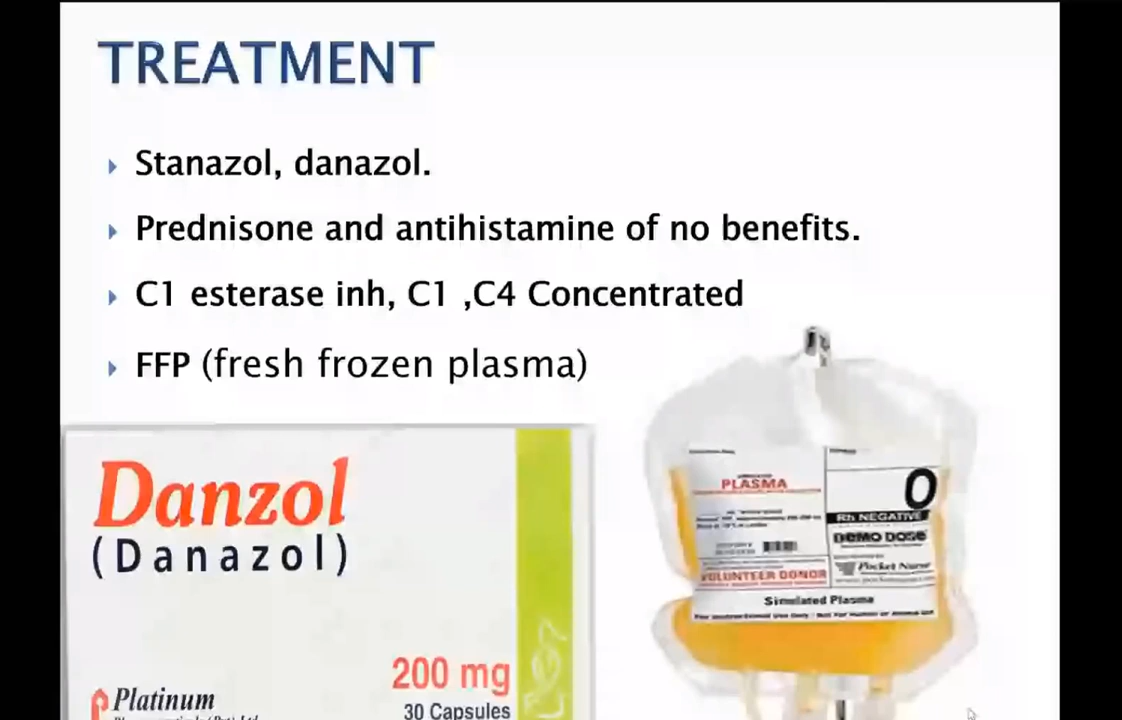 TREATMENT
Stanazol, danazol.
Prednisone and antihistamine of no benefits.
C1 esterase inh, C1 ,C4 Concentrated
FFP (fresh frozen plasma)
Danzol
(Danazol)
200 mg
30 Capsules
Platinum
PLASMA
VOLUNTEER DONOR
O
Rh NEGATIVE
DEMO DOSE
Pocket Nurse
Simulated Plasma